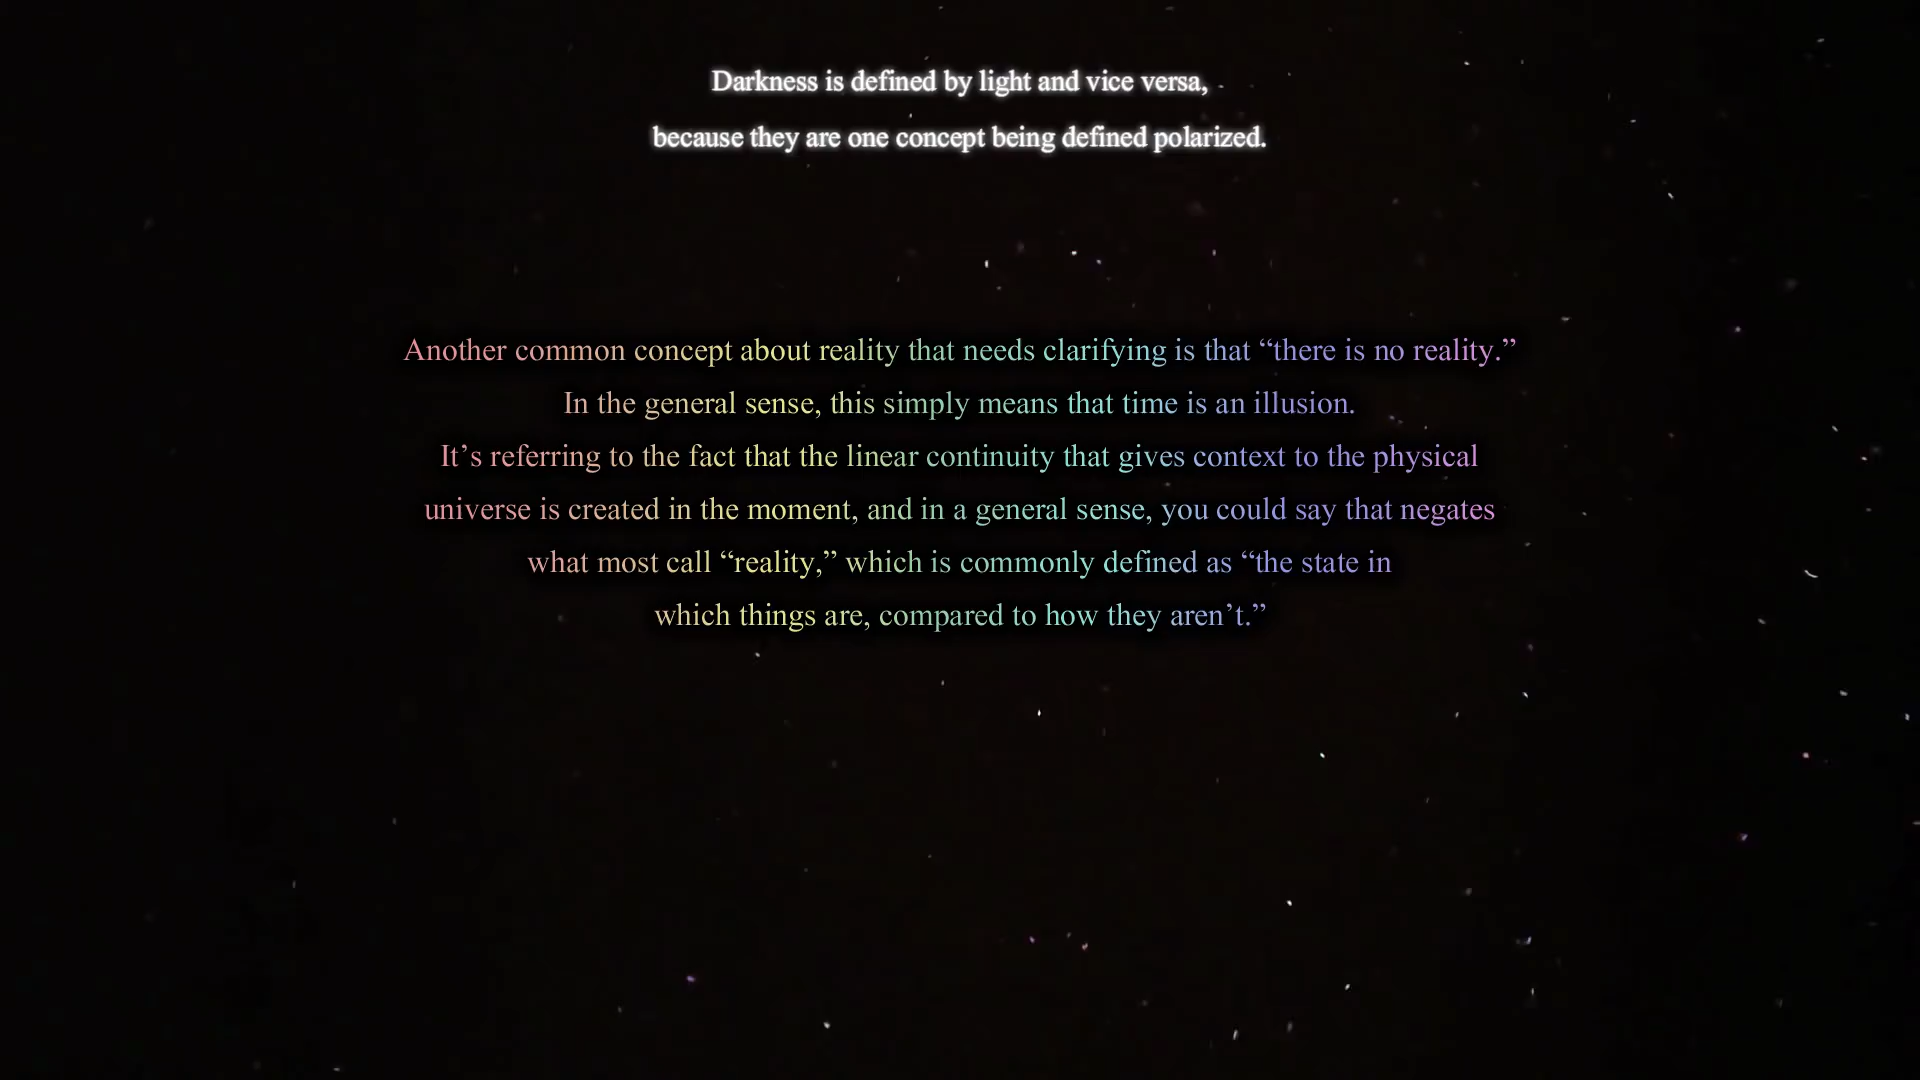 Darkness is defined by light and vice versa,
because they are one concept being defined polarized.
Another common concept about reality that needs clarifying is that “there is no reality.”
In the general sense, this simply means that time is an illusion.
It’s referring to the fact that the linear continuity that gives context to the physical
universe is created in the moment, and in a general sense, you could say that negates
what most call “reality,” which is commonly defined as “the state in
which things are, compared to how they aren’t.”